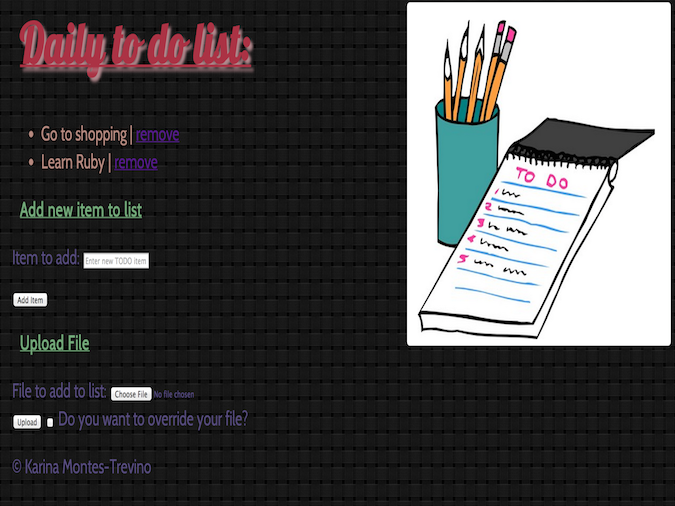 Daily to do list:
Go to shopping | remove
Learn Ruby | remove
Add new item to list
Item to add: Enter new TODO item
Add Item
Upload File
File to add to list: Choose File No file chosen
Upload Do you want to override your file?
© Karina Montes-Trevino
TO DO
1
2
3
4
5